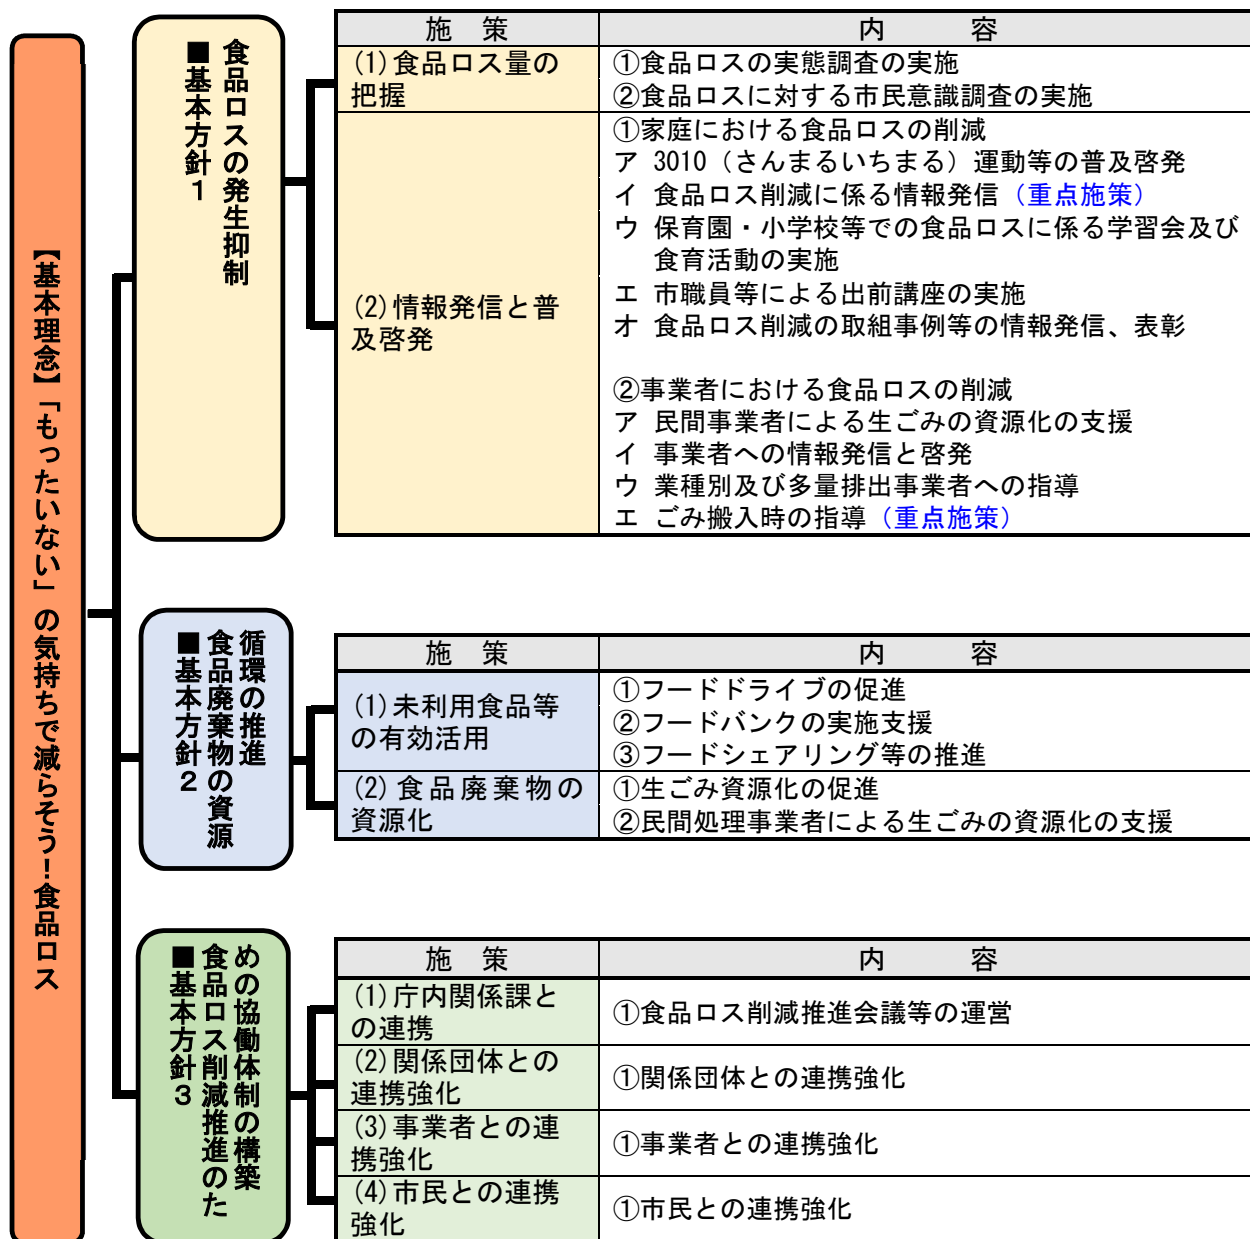 【基本理念】「もったいない」の気持ちで減らそう！食品ロス
■基本方針１
食品ロスの発生抑制
施　策　内　容
(1)食品ロス量の
把握
①食品ロスの実態調査の実施
②食品ロスに対する市民意識調査の実施
(2)情報発信と普
及啓発
①家庭における食品ロスの削減
ア 3010（さんまるいちまる）運動等の普及啓発
イ 食品ロス削減に係る情報発信（重点施策）
ウ 保育園・小学校等での食品ロスに係る学習会及び
食育活動の実施
エ 市職員等による出前講座の実施
オ 食品ロス削減の取組事例等の情報発信、表彰
②事業者における食品ロスの削減
ア 民間事業者による生ごみの資源化の支援
イ 事業者への情報発信と啓発
ウ 業種別及び多量排出事業者への指導
エ ごみ搬入時の指導（重点施策）
■基本方針２
食品廃棄物の資源
循環の推進
施　策　内　容
(1)未利用食品等
の有効活用
①フードドライブの促進
②フードバンクの実施支援
③フードシェアリング等の推進
(2)食品廃棄物の
資源化
①生ごみ資源化の促進
②民間処理事業者による生ごみの資源化の支援
■基本方針３
食品ロス削減推進のた
めの協働体制の構築
施　策　内　容
(1)庁内関係課と
の連携
①食品ロス削減推進会議等の運営
(2)関係団体との
連携強化
①関係団体との連携強化
(3)事業者との連
携強化
①事業者との連携強化
(4)市民との連携
強化
①市民との連携強化